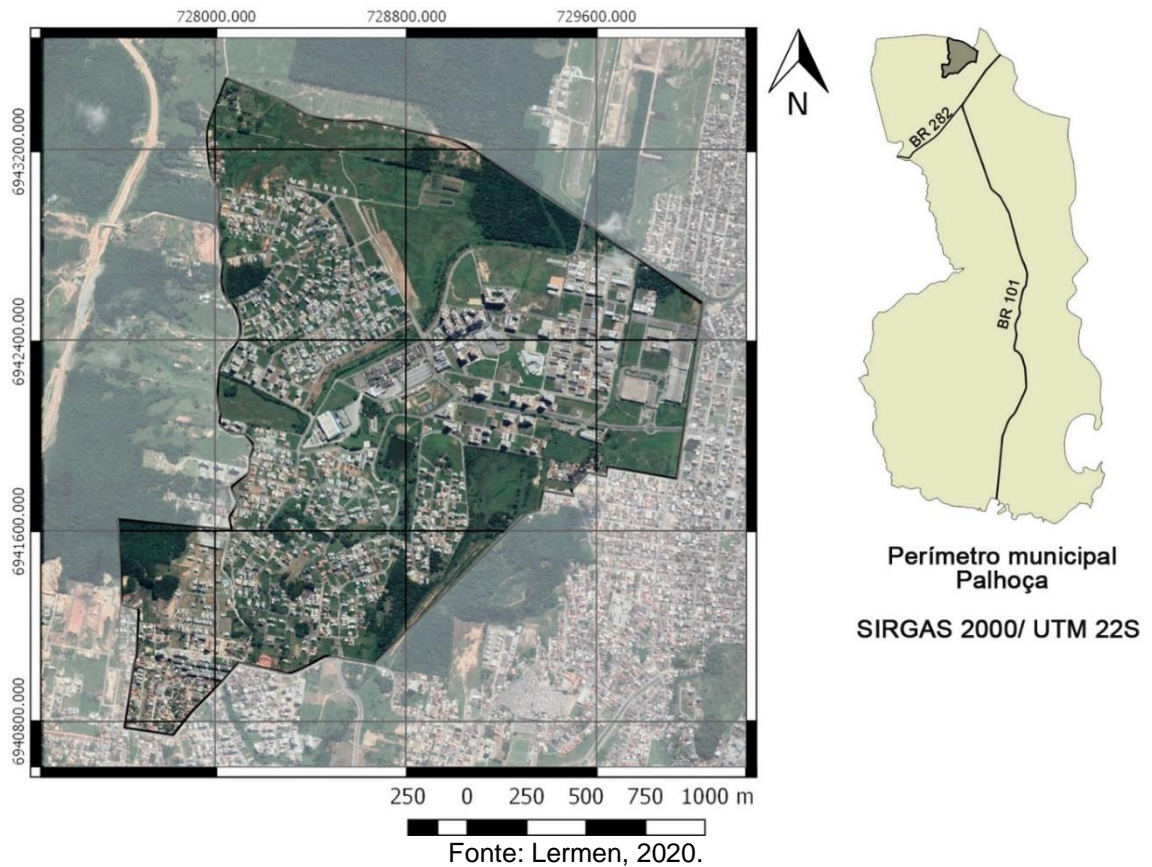 728000.000 728800.000 729600.000
6943200.000
6942400.000
6941600.000
6940800.000
N
BR 282
BR 101
Perímetro municipal
Palhoça
SIRGAS 2000/ UTM 22S
250 0 250 500 750 1000 m
Fonte: Lermen, 2020.